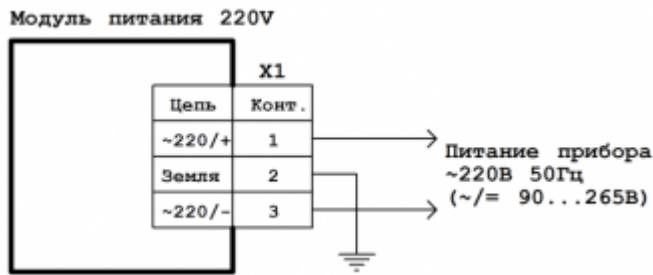 Модуль питания 220V
X1
Цепь Конт.
~220/+ 1
Земля 2
~220/- 3
Питание прибора
~220В 50Гц
(~/= 90...265В)